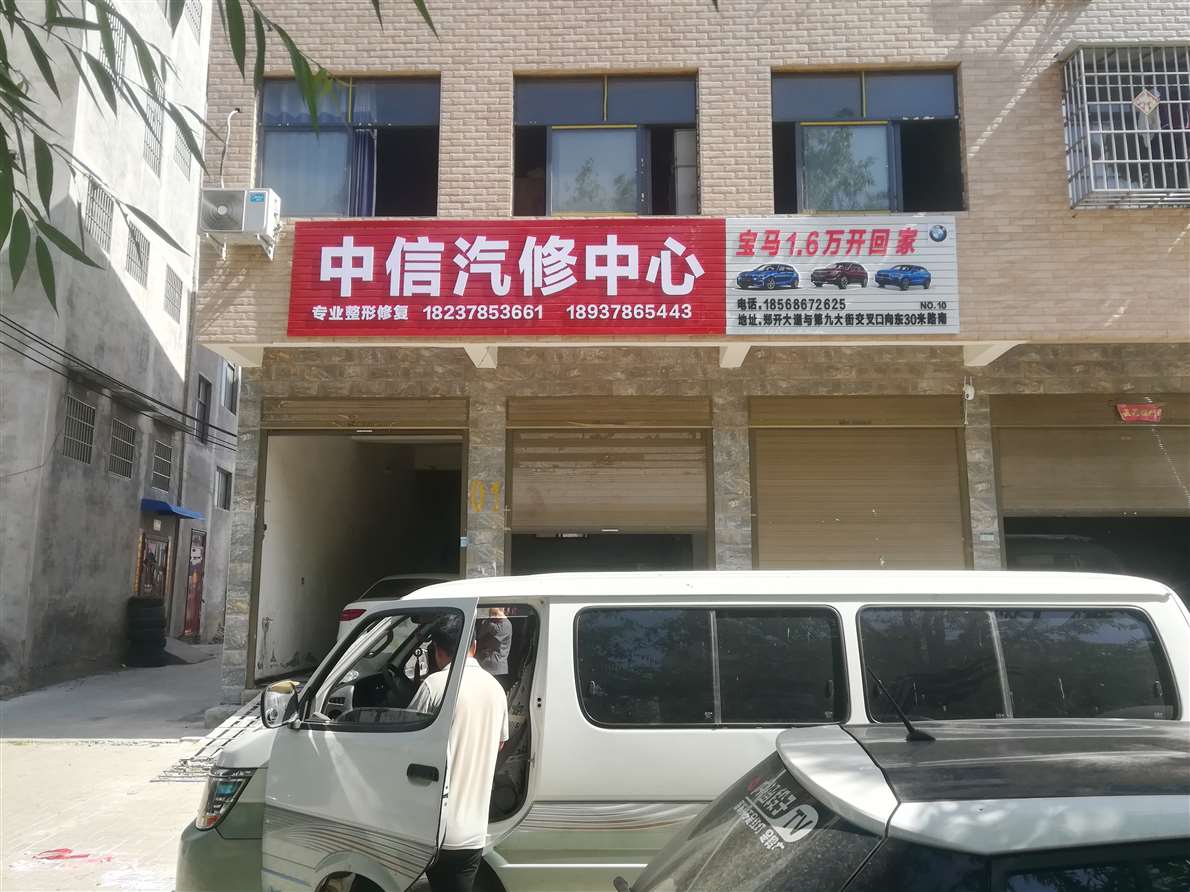 中信汽修中心
专业整形修复 18237853661 18937865443
宝马1.6万开回家
电话,18568672625 NO.10
地址,郑开大道与第九大街交叉口向东30米路南
01
TV